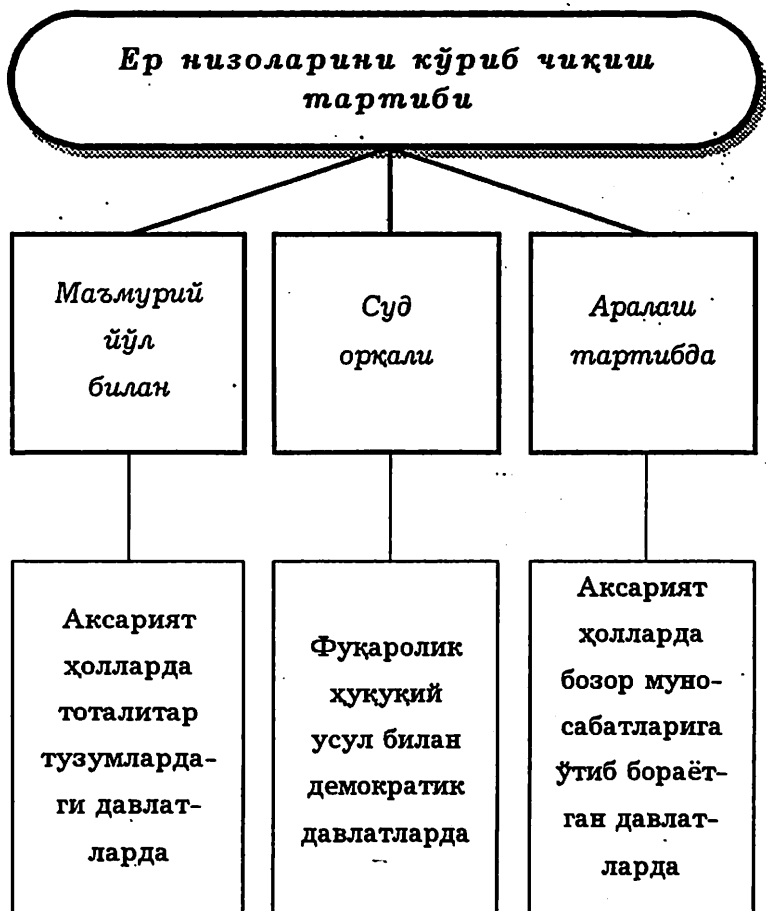 Ер низоларини кўриб чиқиш
тартиби
Маъмурий
йўл
билан
Суд
орқали
Аралаш
тартибда
Аксарият
ҳолларда
тоталитар
тузумларда-
ги давлат-
ларда
Фуқаролик
ҳуқуқий
усул билан
демократик
давлатларда
Аксарият
ҳолларда
бозор муно-
сабатларига
ўтиб бораёт-
ган давлат-
ларда